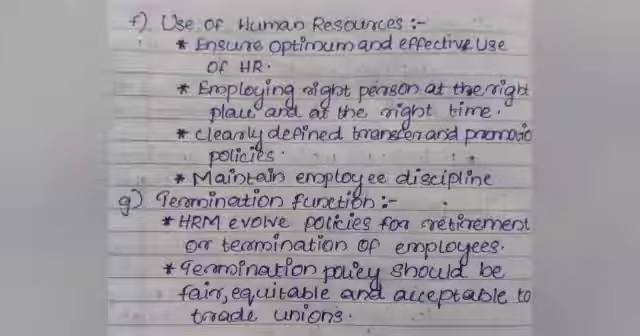 f) Use of Human Resources :-
* Ensure optimum and effective Use
of HR.
* Employing right person at the right
place and at the right time.
* clearly defined transfer and promotio
policies.
* Maintain employee discipline
g) Termination function :-
* HRM evolve policies for retirement
or termination of employees.
* Termination policy should be
fair, equitable and acceptable to
trade unions.